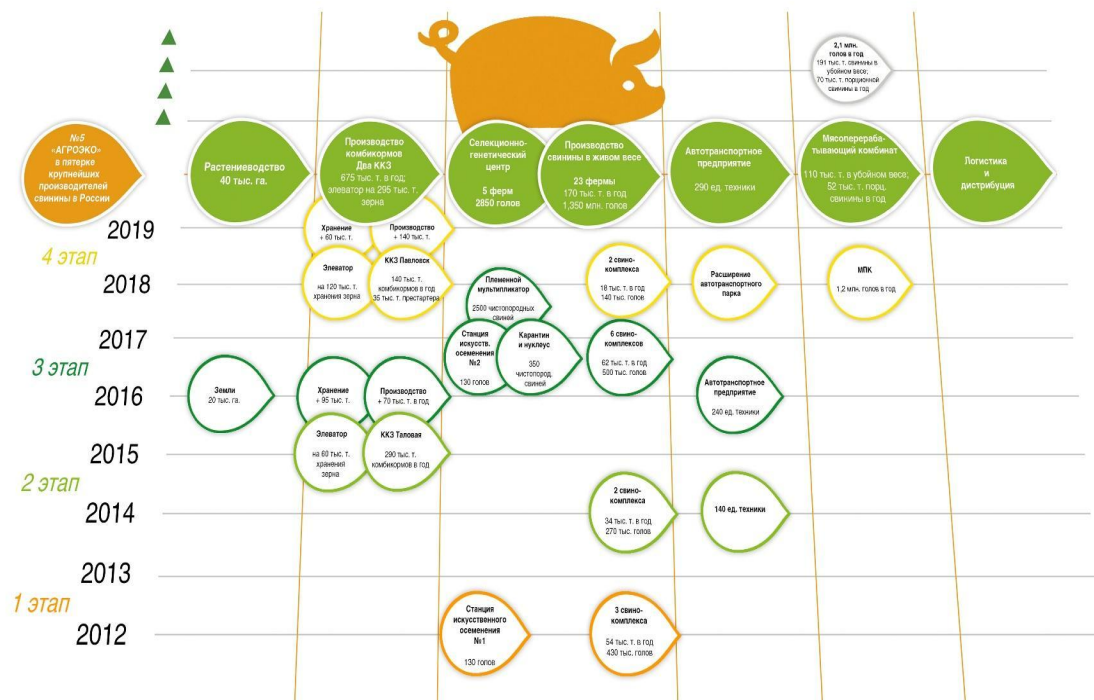 2,1 млн.
голов в год
191 тыс. т. свинины в
убойном весе;
70 тыс. т. порционной
свинины в год
№5
«АГРОЭКО»
в пятерке
крупнейших
производителей
свинины в России
Растениеводство
40 тыс. га.
Производство
комбикормов
Два ККЗ
675 тыс. т. в год;
элеватор на 295 тыс. т.
зерна
Селекционно-
генетический
центр
5 ферм
2850 голов
Производство
свинины в живом весе
23 фермы
170 тыс. т. в год
1,350 млн. голов
Автотранспортное
предприятие
290 ед. техники
Мясоперераба-
тывающий комбинат
110 тыс. т. в убойном весе;
52 тыс. т. порц.
свинины в год
Логистика
и
дистрибуция
2019
Хранение
+ 60 тыс. т.
Производство
+ 140 тыс. т.
4 этап
2018
Элеватор
на 120 тыс. т.
хранения зерна
ККЗ Павловск
140 тыс. т.
комбикормов в год
35 тыс. т. престартера
Племенной
мультипликатор
2500 чистопородных
свиней
2 свино-
комплекса
18 тыс. т. в год
140 тыс. голов
Расширение
автотранспортного
парка
МПК
1,2 млн. голов в год
2017
Станция
искусств.
осеменения
№2
130 голов
Карантин
и нуклеус
350
чистопород.
свиней
6 свино-
комплексов
62 тыс. т. в год
500 тыс. голов
3 этап
2016
Земли
20 тыс. га.
Хранение
+ 95 тыс. т.
Производство
+ 70 тыс. т. в год
Автотранспортное
предприятие
240 ед. техники
2015
Элеватор
на 60 тыс. т.
хранения
зерна
ККЗ Таловая
290 тыс. т.
комбикормов в год
2 этап
2014
2 свино-
комплекса
34 тыс. т. в год
270 тыс. голов
140 ед. техники
2013
1 этап
2012
Станция
искусственного
осеменения
№1
130 голов
3 свино-
комплекса
54 тыс. т. в год
430 тыс. голов